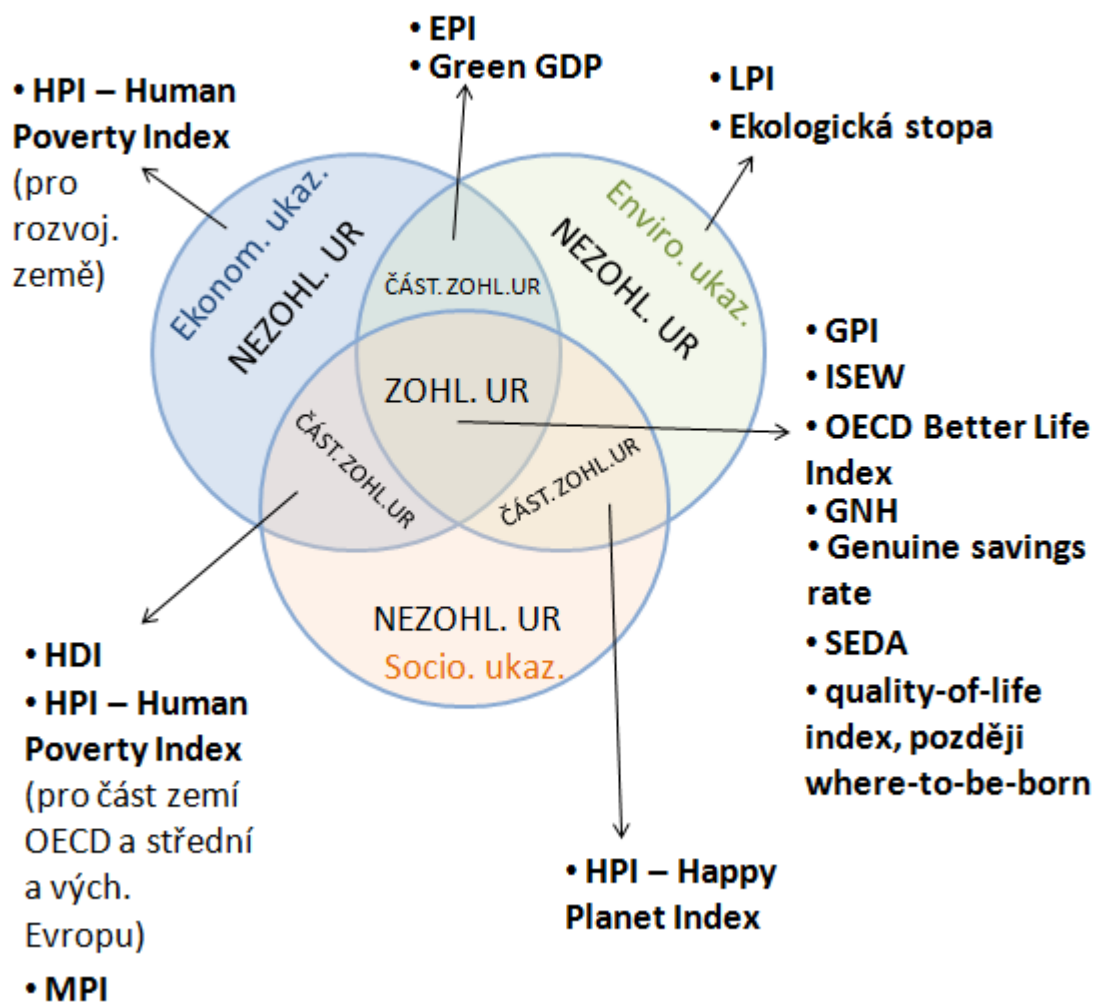 • EPI
• Green GDP
• HPI – Human
Poverty Index
(pro
rozvoj.
země)
• LPI
• Ekologická stopa
Ekonom. ukaz.
NEZOHL. UR
Enviro. ukaz.
NEZOHL. UR
ČÁST.ZOHL.UR
ZOHL. UR
ČÁST.ZOHL.UR
ČÁST.ZOHL.UR
NEZOHL. UR
Socio. ukaz.
• GPI
• ISEW
• OECD Better Life
Index
• GNH
• Genuine savings
rate
• SEDA
• quality-of-life
index, později
where-to-be-born
• HDI
• HPI – Human
Poverty Index
(pro část zemí
OECD a střední
a vých.
Evropu)
• MPI
• HPI – Happy
Planet Index